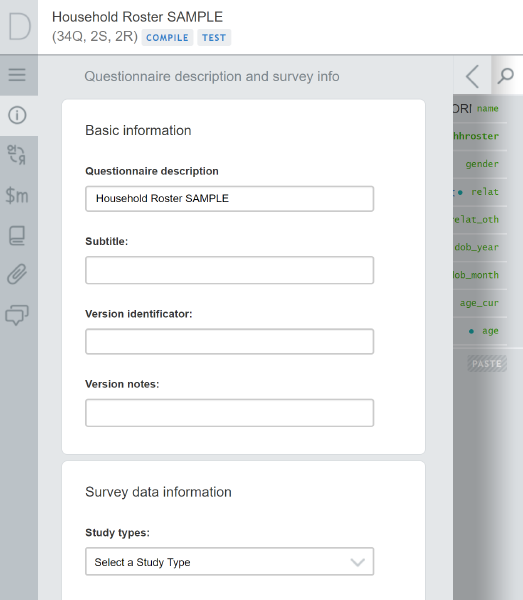 D
Household Roster SAMPLE
(34Q, 2S, 2R) COMPILE TEST
Questionnaire description and survey info
Basic information
Questionnaire description
Household Roster SAMPLE
Subtitle:
Version identifier:
Version notes:
Survey data information
Study types:
Select a Study Type
$m
ORI name
hhroster
gender
relat
relat_oth
dob_year
dob_month
age_cur
age
PASTE